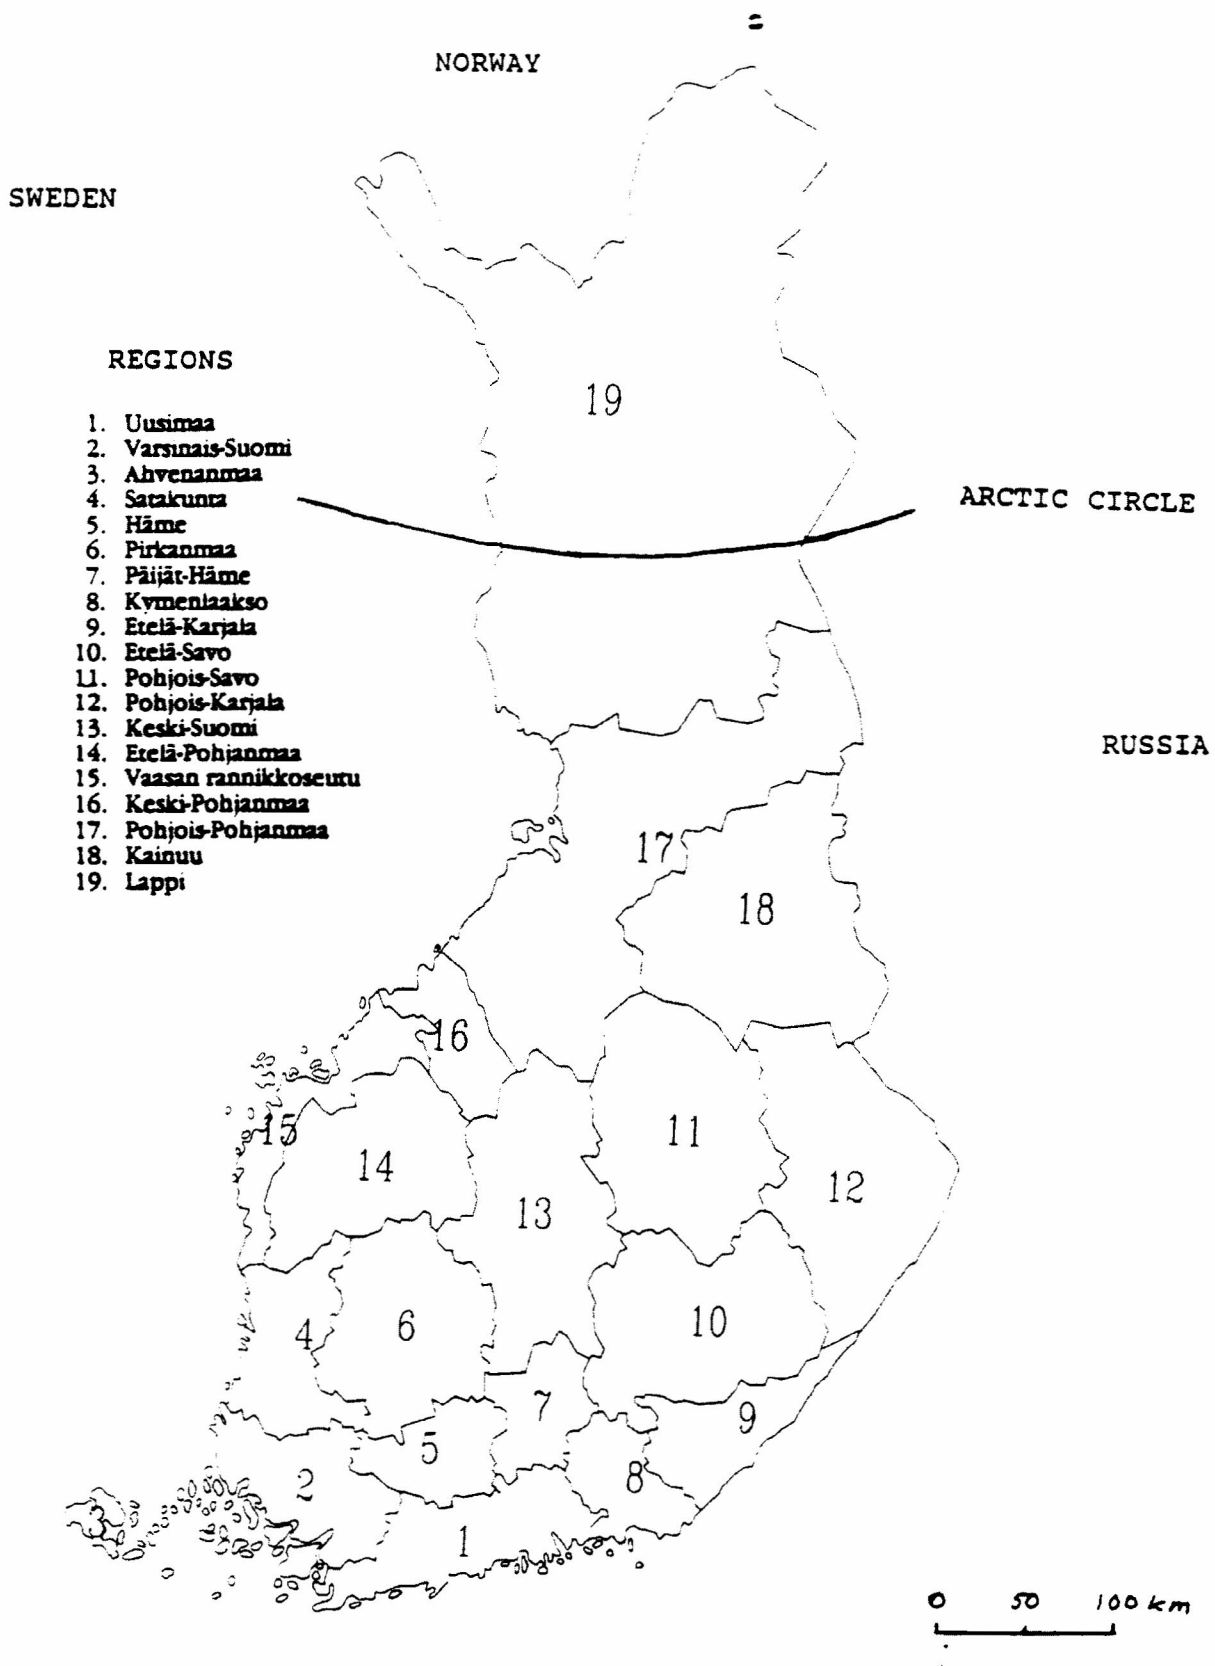 NORWAY
SWEDEN
REGIONS
1. Uusimaa
2. Varsinais-Suomi
3. Ahvenanmaa
4. Satakunta
5. Häme
6. Pirkanmaa
7. Päijät-Häme
8. Kymenlaakso
9. Etelä-Karjala
10. Etelä-Savo
11. Pohjois-Savo
12. Pohjois-Karjala
13. Keski-Suomi
14. Etelä-Pohjanmaa
15. Vaasan rannikkoseutu
16. Keski-Pohjanmaa
17. Pohjois-Pohjanmaa
18. Kainuu
19. Lappi
19
ARCTIC CIRCLE
RUSSIA
17
18
16
15
14
11
12
13
10
4
6
7
9
5
8
2
3
1
0 50 100 km